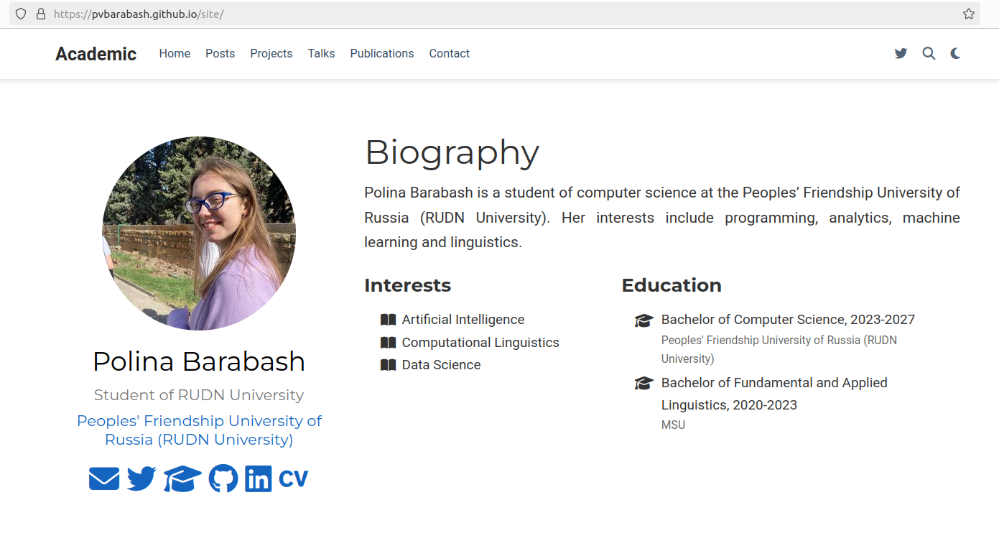 https://pvbarabash.github.io/site/
Academic Home Posts Projects Talks Publications Contact
Biography
Polina Barabash is a student of computer science at the Peoples’ Friendship University of
Russia (RUDN University). Her interests include programming, analytics, machine
learning and linguistics.
Interests
Artificial Intelligence
Computational Linguistics
Data Science
Education
Bachelor of Computer Science, 2023-2027
Peoples' Friendship University of Russia (RUDN
University)
Bachelor of Fundamental and Applied
Linguistics, 2020-2023
MSU
Polina Barabash
Student of RUDN University
Peoples' Friendship University of
Russia (RUDN University)
in
CV